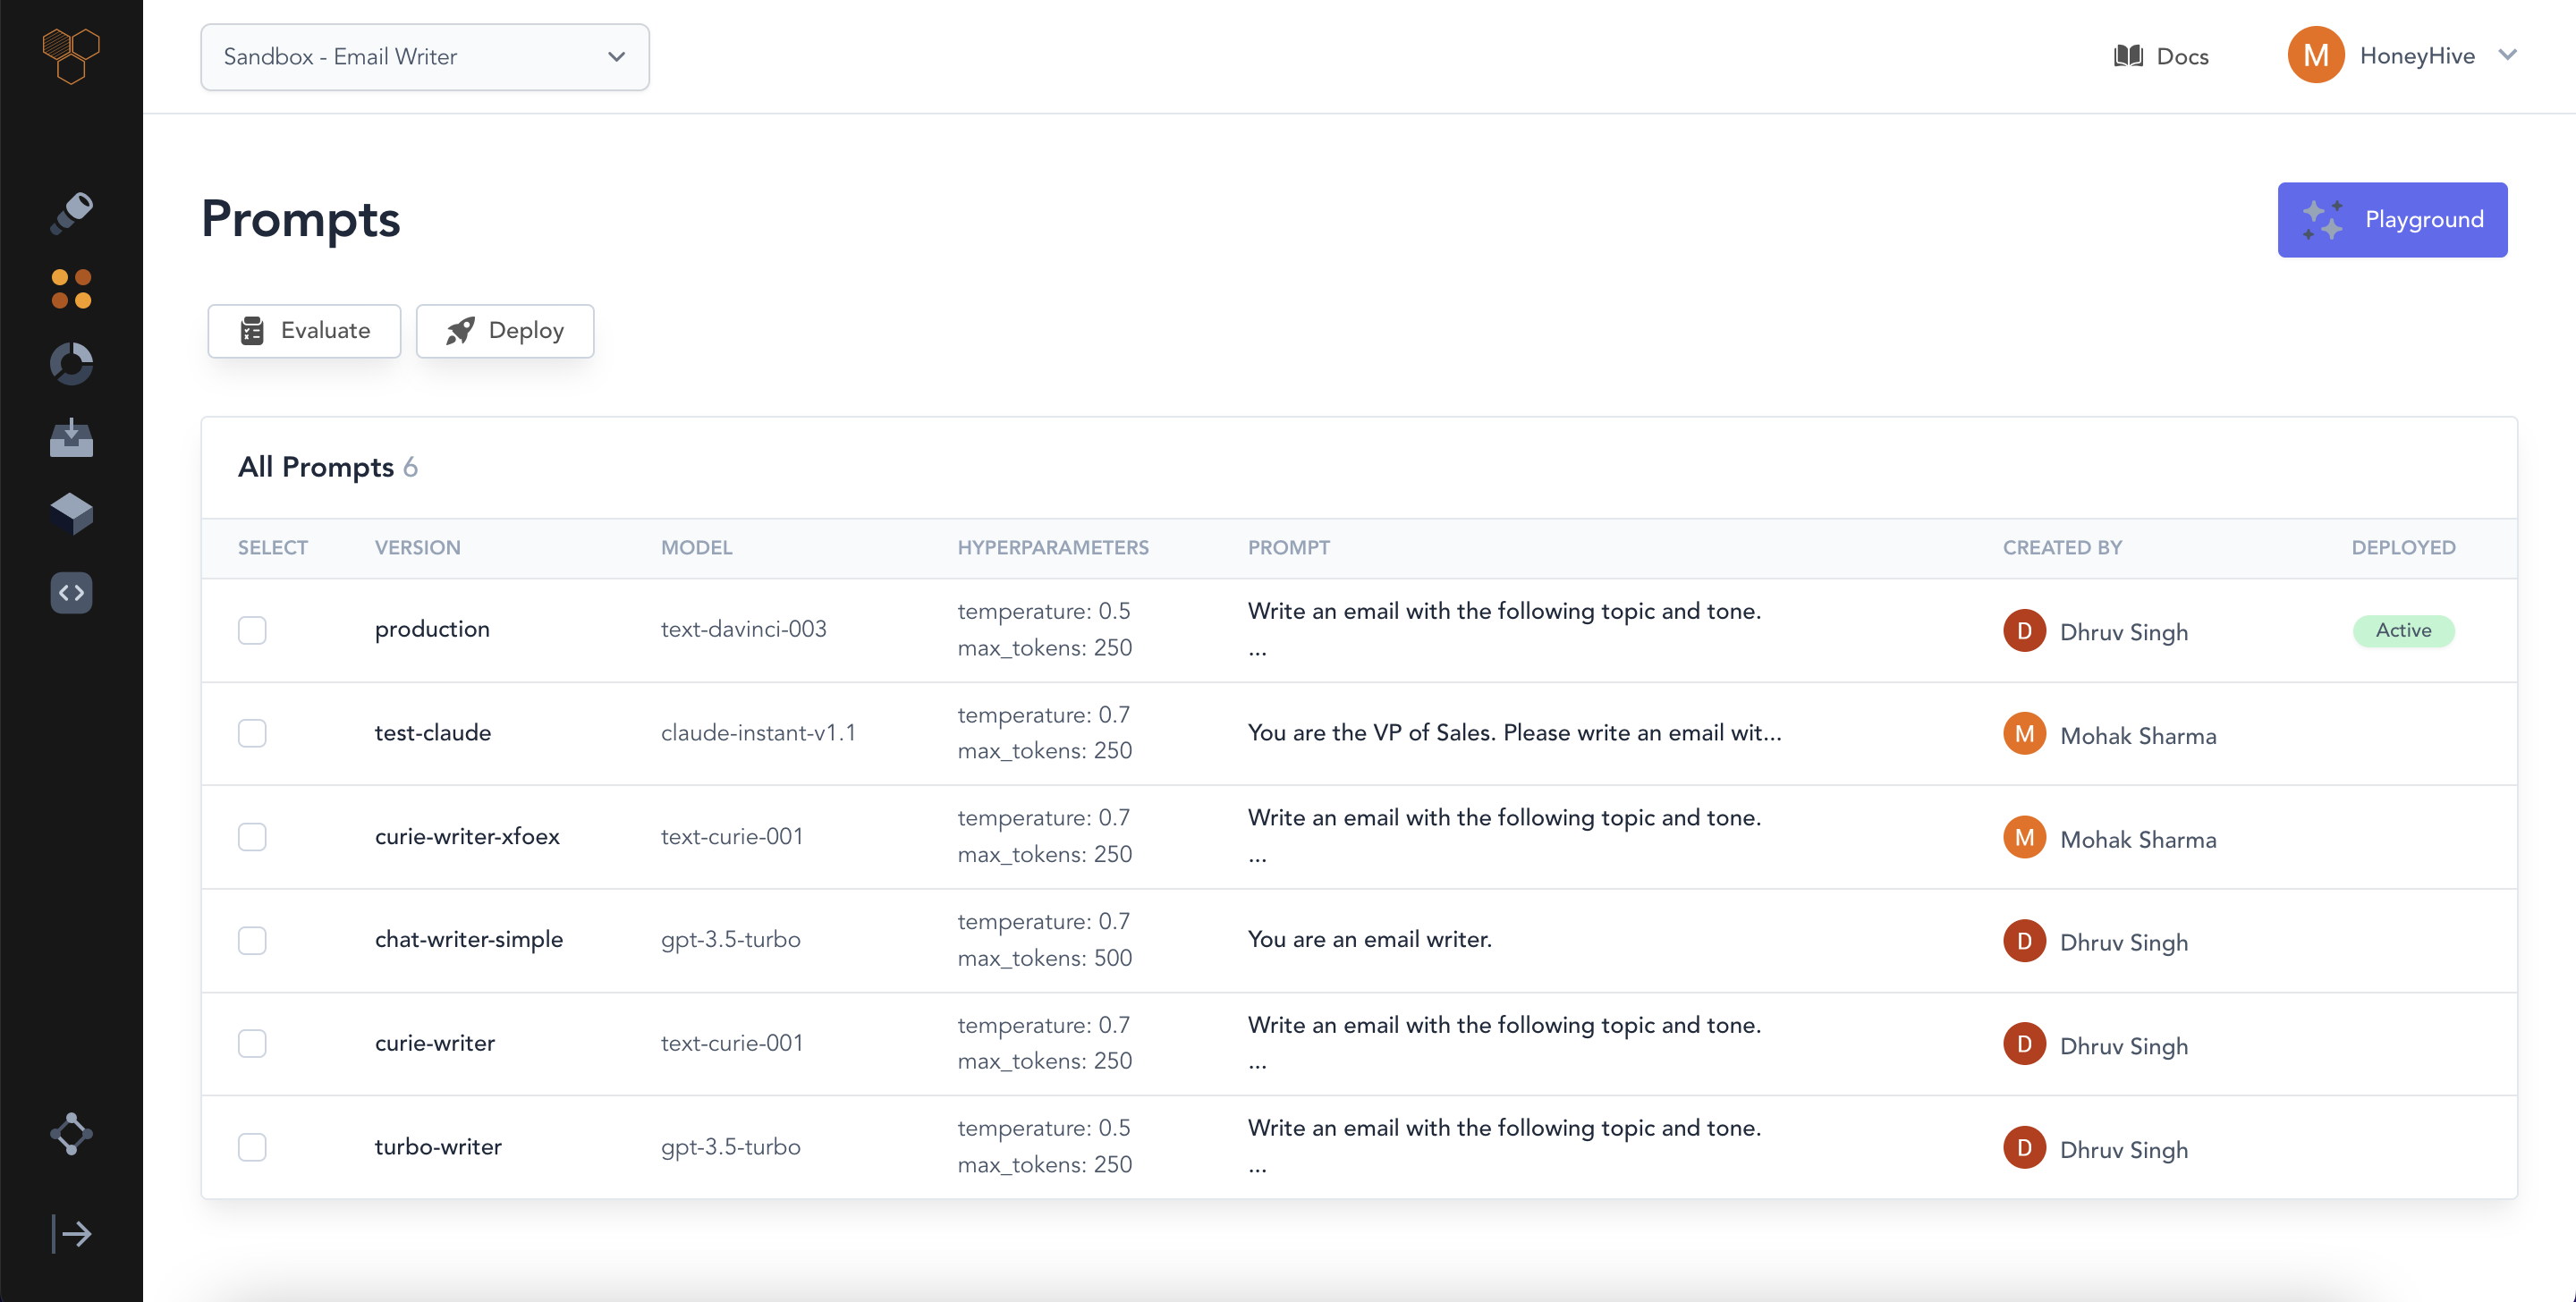 Sandbox - Email Writer
Docs
M
HoneyHive
Prompts
Playground
Evaluate
Deploy
All Prompts 6
SELECT VERSION MODEL HYPERPARAMETERS PROMPT CREATED BY DEPLOYED
production text-davinci-003 temperature: 0.5 Write an email with the following topic and tone. D Dhruv Singh Active
max_tokens: 250 ...
test-claude claude-instant-v1.1 temperature: 0.7 You are the VP of Sales. Please write an email wit... M Mohak Sharma
max_tokens: 250
curie-writer-xfoex text-curie-001 temperature: 0.7 Write an email with the following topic and tone. M Mohak Sharma
max_tokens: 250 ...
chat-writer-simple gpt-3.5-turbo temperature: 0.7 You are an email writer. D Dhruv Singh
max_tokens: 500
curie-writer text-curie-001 temperature: 0.7 Write an email with the following topic and tone. D Dhruv Singh
max_tokens: 250 ...
turbo-writer gpt-3.5-turbo temperature: 0.5 Write an email with the following topic and tone. D Dhruv Singh
max_tokens: 250 ...